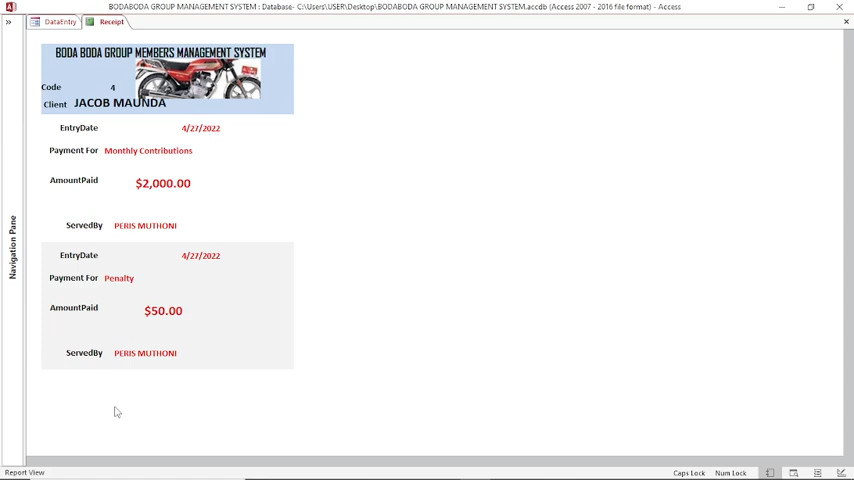 BODABODA GROUP MANAGEMENT SYSTEM : Database- C:\Users\USER\Desktop\BODABODA GROUP MANAGEMENT SYSTEM.accdb (Access 2007 - 2016 file format) - Access
DataEntry
Receipt
BODA BODA GROUP MEMBERS MANAGEMENT SYSTEM
Code 4
Client JACOB MAUNDA
EntryDate 4/27/2022
Payment For Monthly Contributions
AmountPaid $2,000.00
ServedBy PERIS MUTHONI
EntryDate 4/27/2022
Payment For Penalty
AmountPaid $50.00
ServedBy PERIS MUTHONI
Navigation Pane
Report View
Caps Lock Num Lock